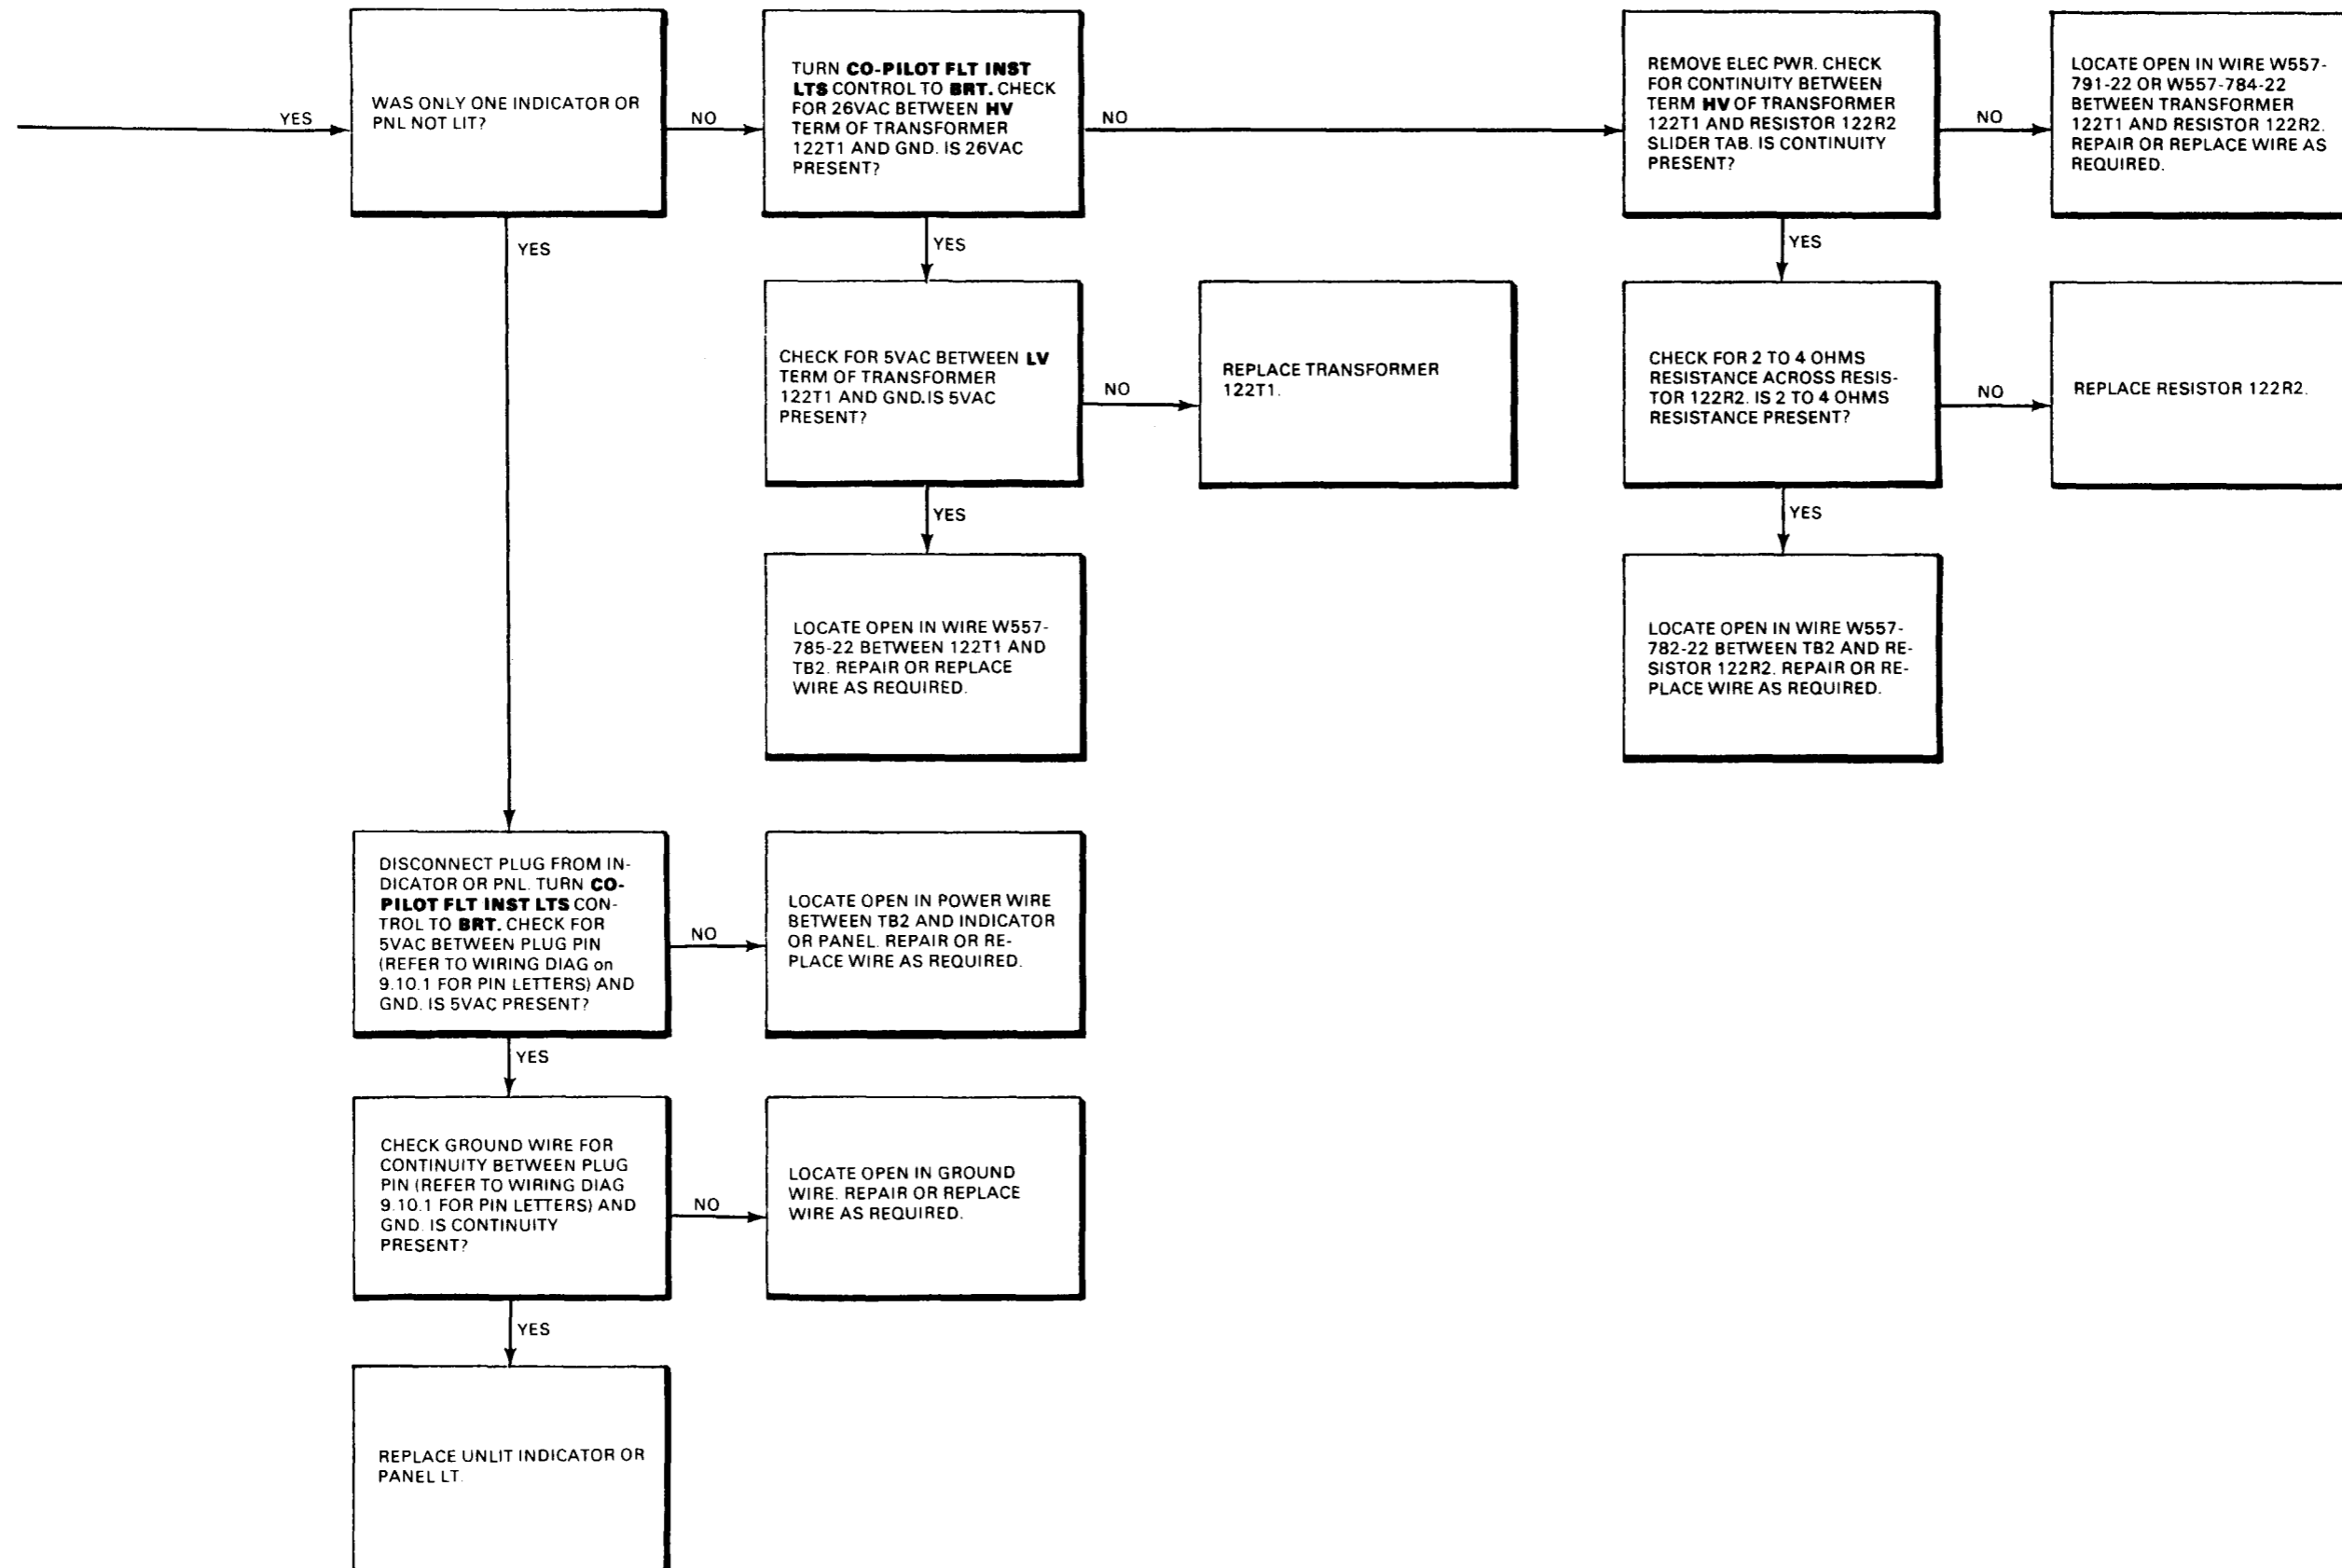 YES
WAS ONLY ONE INDICATOR OR
PNL NOT LIT?
NO
TURN CO-PILOT FLT INST
LTS CONTROL TO BRT. CHECK
FOR 26VAC BETWEEN HV
TERM OF TRANSFORMER
122T1 AND GND. IS 26VAC
PRESENT?
NO
REMOVE ELEC PWR. CHECK
FOR CONTINUITY BETWEEN
TERM HV OF TRANSFORMER
122T1 AND RESISTOR 122R2
SLIDER TAB. IS CONTINUITY
PRESENT?
NO
LOCATE OPEN IN WIRE W557-
791-22 OR W557-784-22
BETWEEN TRANSFORMER
122T1 AND RESISTOR 122R2.
REPAIR OR REPLACE WIRE AS
REQUIRED.
YES
YES
YES
CHECK FOR 5VAC BETWEEN LV
TERM OF TRANSFORMER
122T1 AND GND. IS 5VAC
PRESENT?
NO
REPLACE TRANSFORMER
122T1.
CHECK FOR 2 TO 4 OHMS
RESISTANCE ACROSS RESIS-
TOR 122R2. IS 2 TO 4 OHMS
RESISTANCE PRESENT?
NO
REPLACE RESISTOR 122R2.
YES
YES
LOCATE OPEN IN WIRE W557-
785-22 BETWEEN 122T1 AND
TB2. REPAIR OR REPLACE
WIRE AS REQUIRED.
LOCATE OPEN IN WIRE W557-
782-22 BETWEEN TB2 AND RE-
SISTOR 122R2. REPAIR OR RE-
PLACE WIRE AS REQUIRED.
DISCONNECT PLUG FROM IN-
DICATOR OR PNL. TURN CO-
PILOT FLT INST LTS CON-
TROL TO BRT. CHECK FOR
5VAC BETWEEN PLUG PIN
(REFER TO WIRING DIAG on
9.10.1 FOR PIN LETTERS) AND
GND. IS 5VAC PRESENT?
NO
LOCATE OPEN IN POWER WIRE
BETWEEN TB2 AND INDICATOR
OR PANEL. REPAIR OR RE-
PLACE WIRE AS REQUIRED.
YES
CHECK GROUND WIRE FOR
CONTINUITY BETWEEN PLUG
PIN (REFER TO WIRING DIAG
9.10.1 FOR PIN LETTERS) AND
GND. IS CONTINUITY
PRESENT?
NO
LOCATE OPEN IN GROUND
WIRE. REPAIR OR REPLACE
WIRE AS REQUIRED.
YES
REPLACE UNLIT INDICATOR OR
PANEL LT.